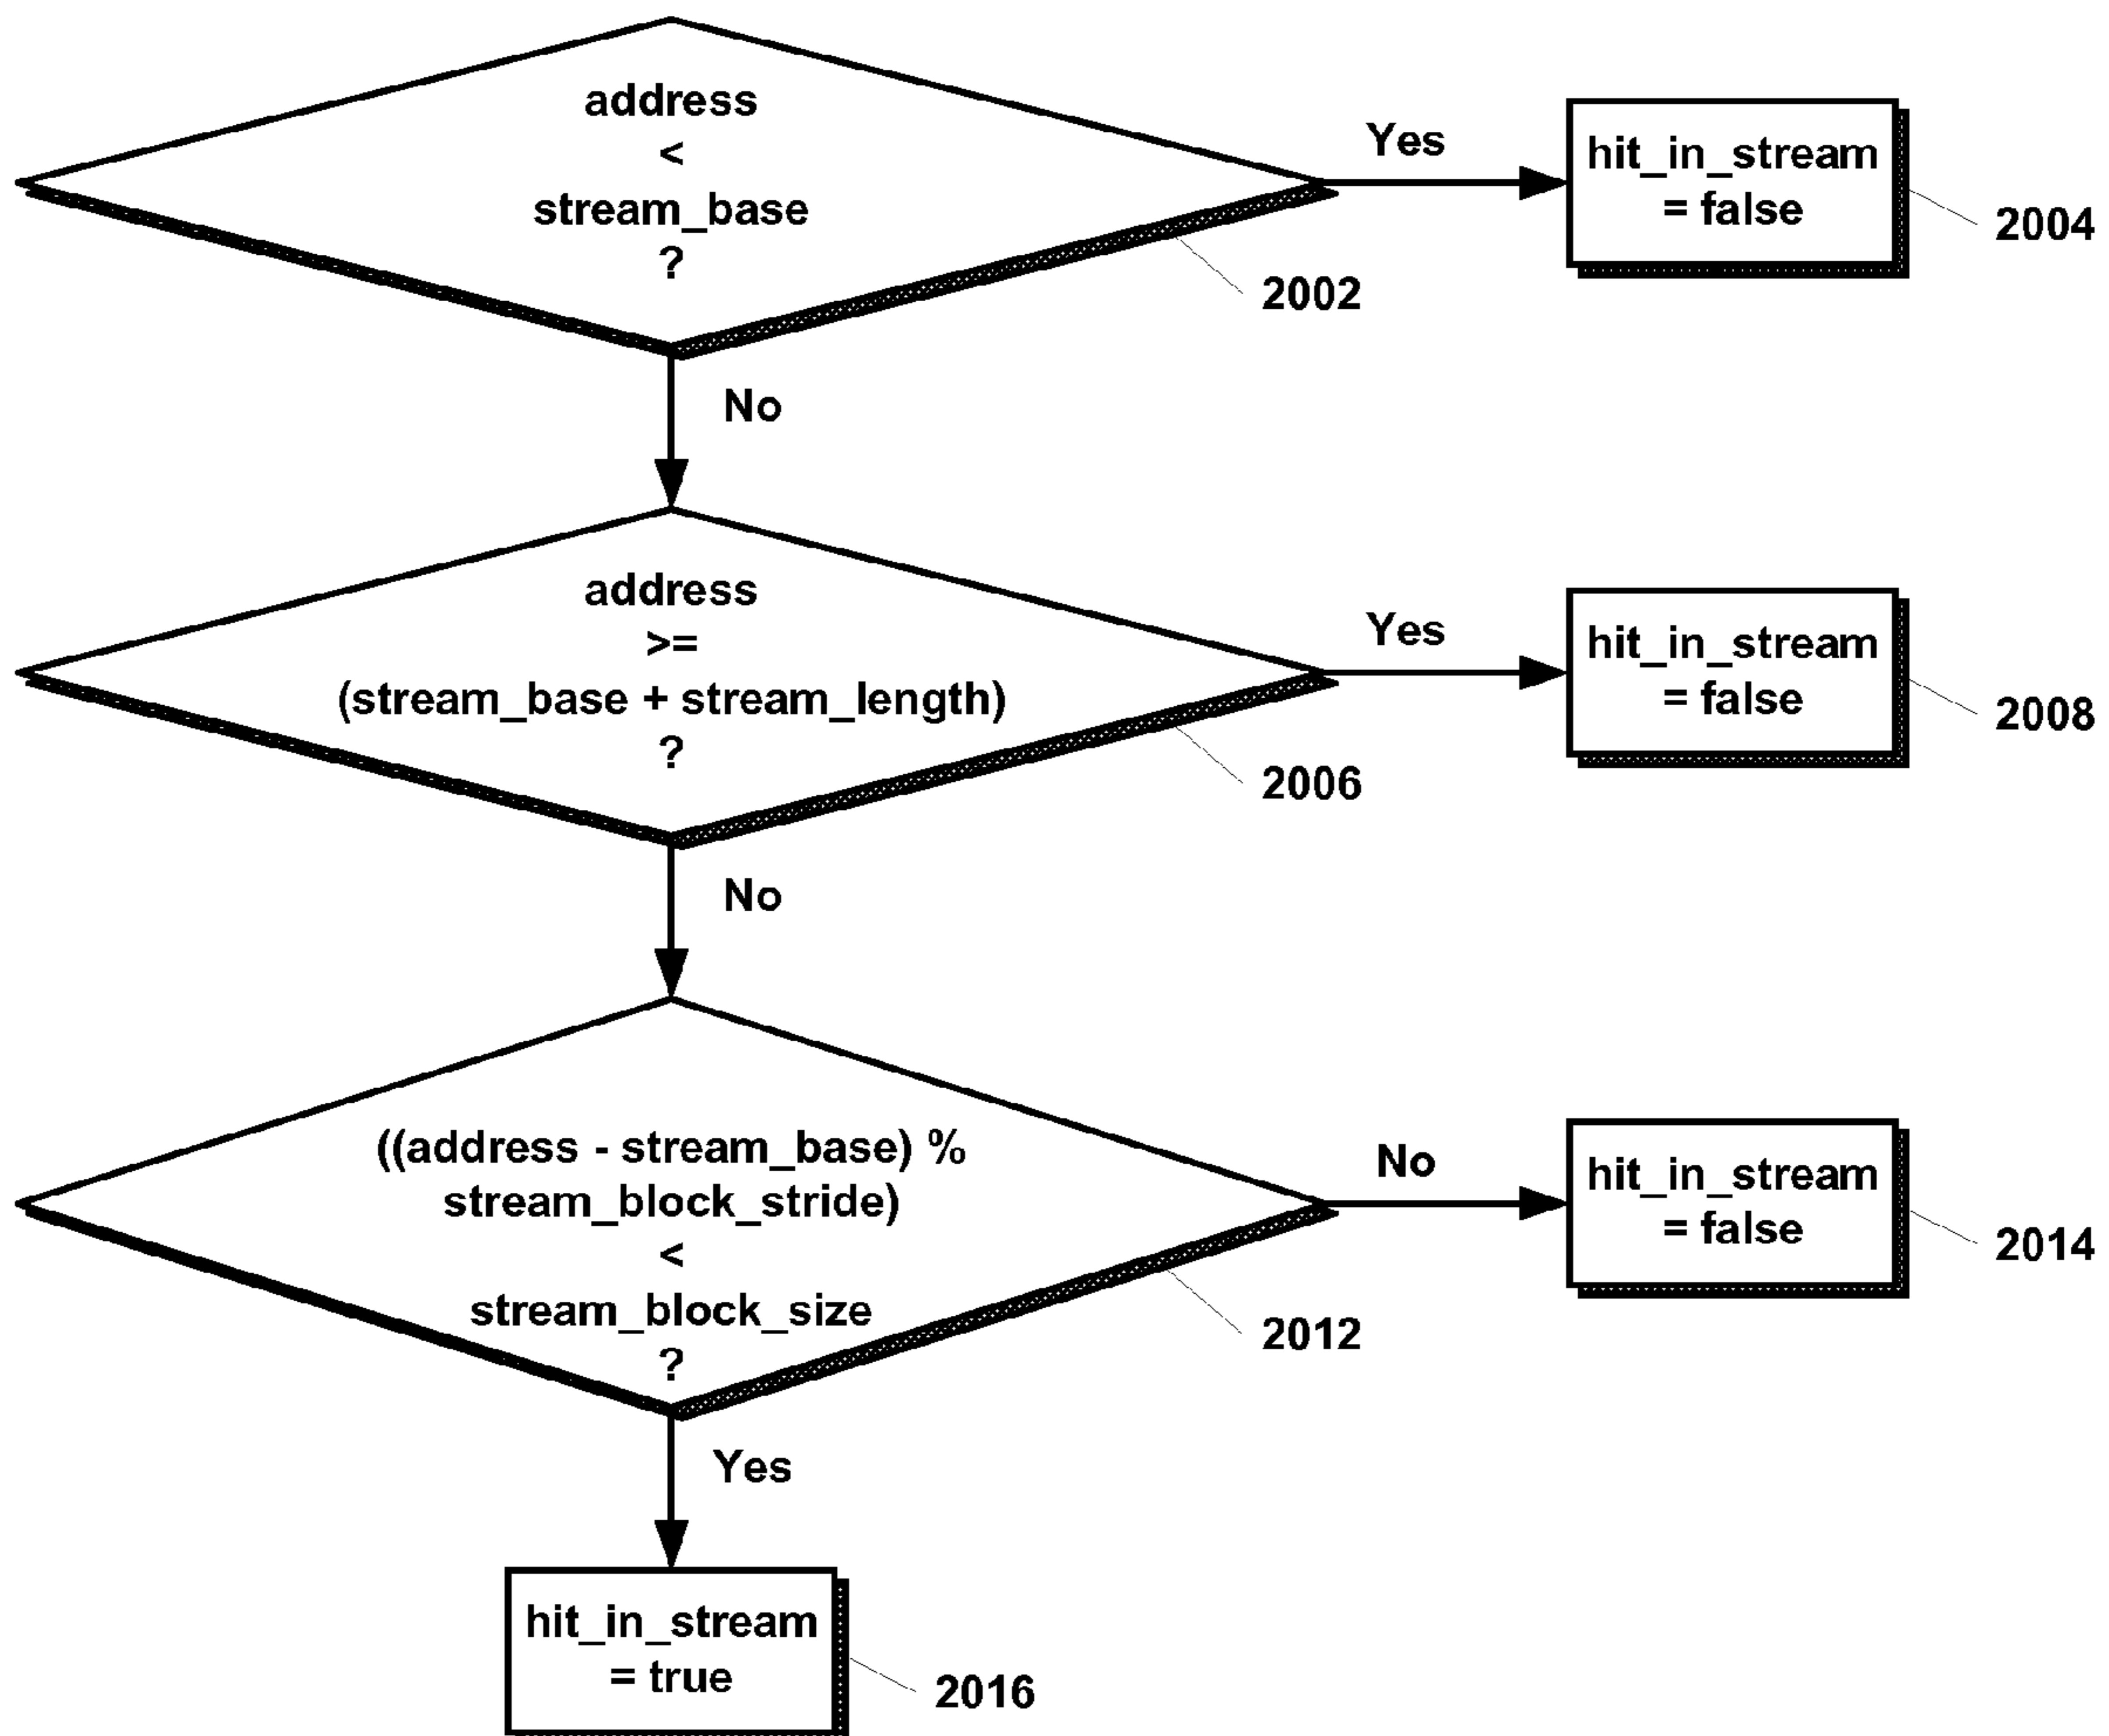 address
<
stream_base
?
Yes
hit_in_stream
= false
2004
2002
No
address
>=
(stream_base + stream_length)
?
Yes
hit_in_stream
= false
2008
2006
No
((address - stream_base) %
stream_block_stride)
<
stream_block_size
?
No
hit_in_stream
= false
2014
2012
Yes
hit_in_stream
= true
2016